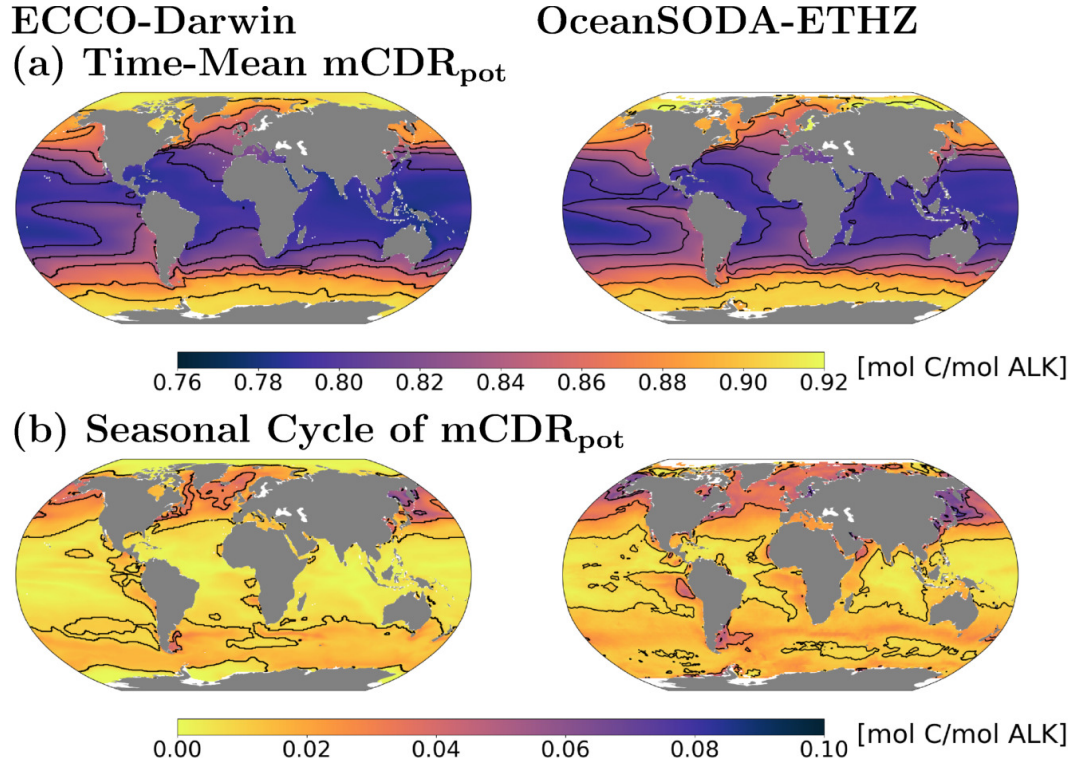 ECCO-Darwin OceanSODA-ETHZ
(a) Time-Mean mCDRpot
0.76 0.78 0.80 0.82 0.84 0.86 0.88 0.90 0.92 [mol C/mol ALK]
(b) Seasonal Cycle of mCDRpot
0.00 0.02 0.04 0.06 0.08 0.10 [mol C/mol ALK]